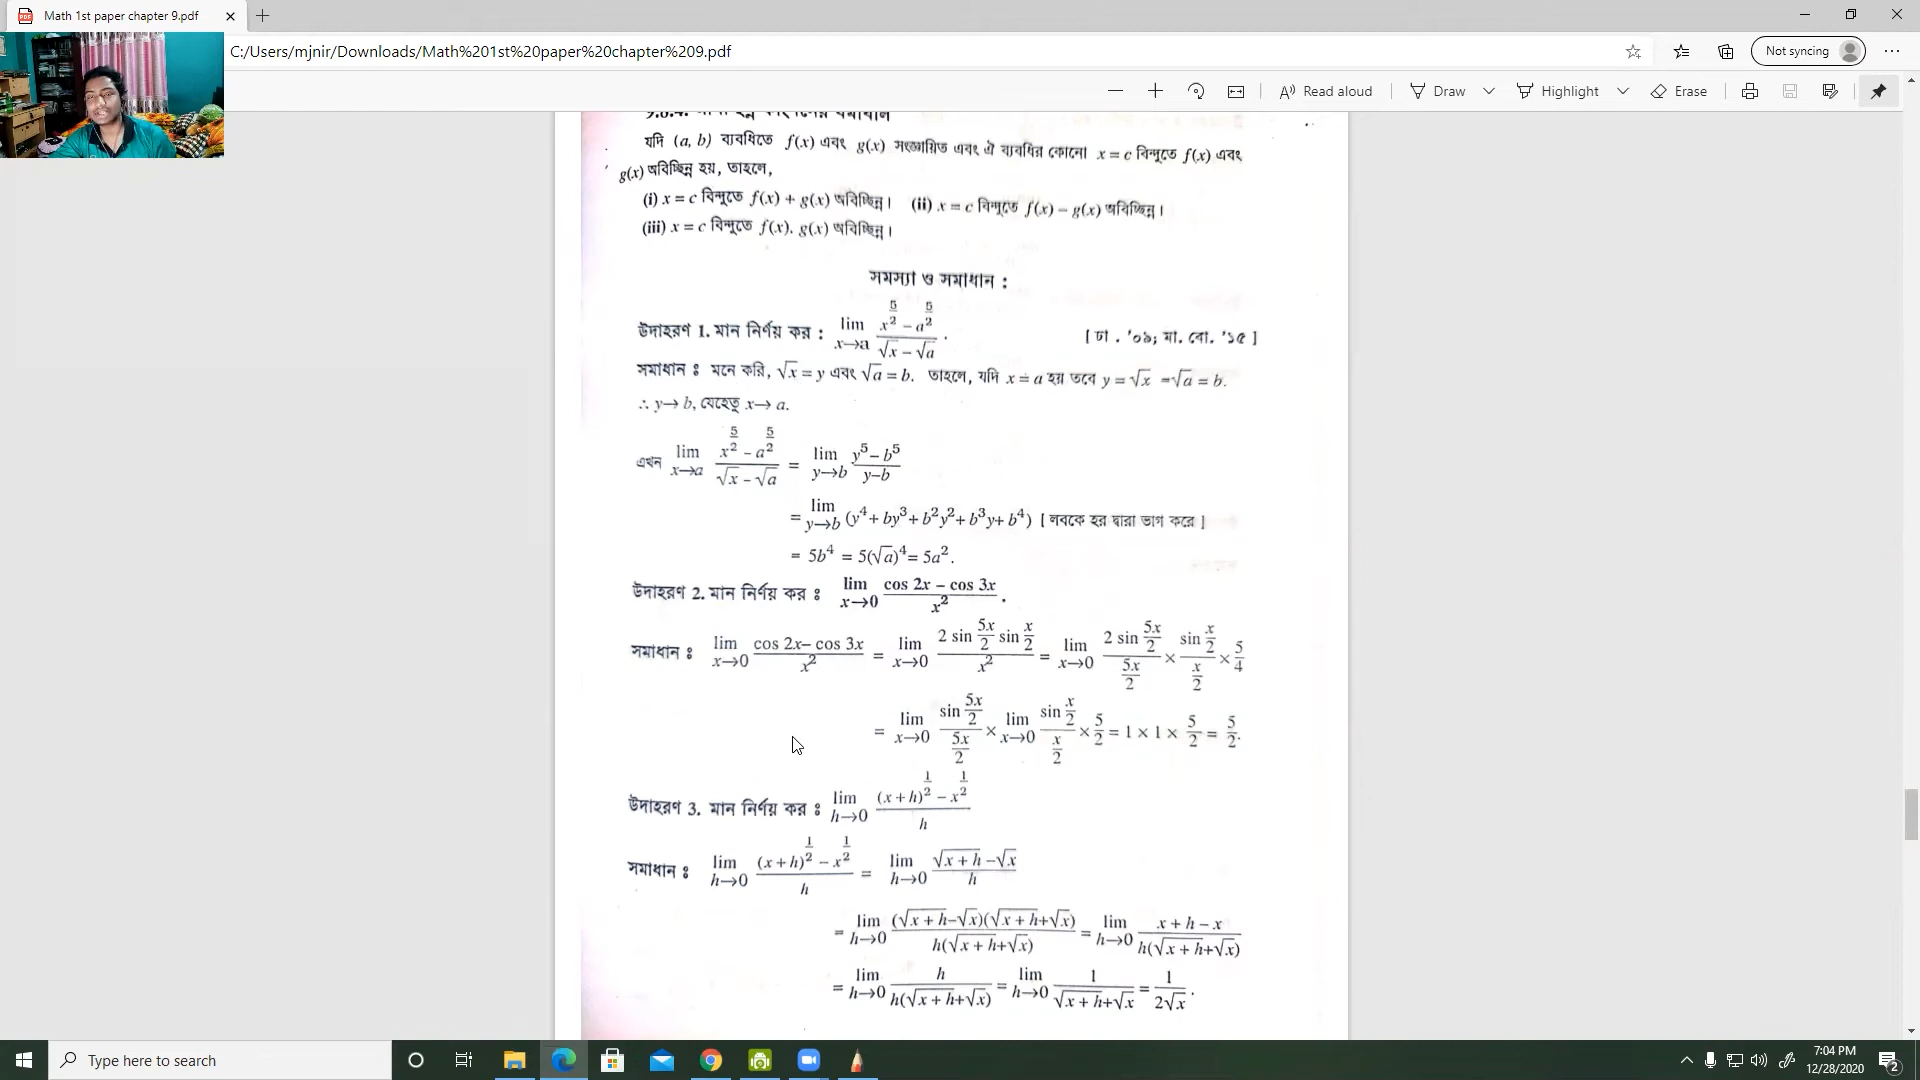 Math 1st paper chapter 9.pdf
C:/Users/mjnir/Downloads/Math%201st%20paper%20chapter%209.pdf
Not syncing
Read aloud
Draw
Highlight
Erase
যদি (a, b) ব্যবধিতে f(x) এবং g(x) সংজ্ঞায়িত এবং ঐ ব্যবধির কোনো x = c বিন্দুতে f(x) এবং
g(x) অবিচ্ছিন্ন হয়, তাহলে,
(i) x = c বিন্দুতে f(x) + g(x) অবিচ্ছিন্ন। (ii) x = c বিন্দুতে f(x) – g(x) অবিচ্ছিন্ন।
(iii) x = c বিন্দুতে f(x). g(x) অবিচ্ছিন্ন।
সমস্যা ও সমাধান :
উদাহরণ 1. মান নির্ণয় কর : lim x→a (x^(5/2) – a^(5/2))/(√x – √a) . [ ঢা . '০৯; মা. বো. '১৫ ]
সমাধান ঃ মনে করি, √x = y এবং √a = b. তাহলে, যদি x = a হয় তবে y = √x =√a = b.
∴ y→ b, যেহেতু x→ a.
এখন lim x→a (x^(5/2) – a^(5/2))/(√x – √a) = lim y→b (y⁵ – b⁵)/(y–b)
= lim y→b (y⁴ + by³ + b²y² + b³y + b⁴) [ লবকে হর দ্বারা ভাগ করে ]
= 5b⁴ = 5(√a)⁴ = 5a².
উদাহরণ 2. মান নির্ণয় কর ঃ lim x→0 (cos 2x – cos 3x)/x² .
সমাধান ঃ lim x→0 (cos 2x– cos 3x)/x² = lim x→0 (2 sin 5x/2 sin x/2)/x² = lim x→0 (2 sin 5x/2)/(5x/2) × (sin x/2)/(x/2) × 5/4
= lim x→0 (sin 5x/2)/(5x/2) × lim x→0 (sin x/2)/(x/2) × 5/2 = 1 × 1 × 5/2 = 5/2.
উদাহরণ 3. মান নির্ণয় কর ঃ lim h→0 ((x + h)^(1/2) – x^(1/2))/h
সমাধান ঃ lim h→0 ((x + h)^(1/2) – x^(1/2))/h = lim h→0 (√(x + h) –√x)/h
= lim h→0 (√(x + h)–√x)(√(x + h)+√x)/h(√(x + h)+√x) = lim h→0 (x + h – x)/h(√(x + h)+√x)
= lim h→0 h/h(√(x + h)+√x) = lim h→0 1/(√(x + h)+√x) = 1/2√x .
Type here to search
7:04 PM
12/28/2020
2